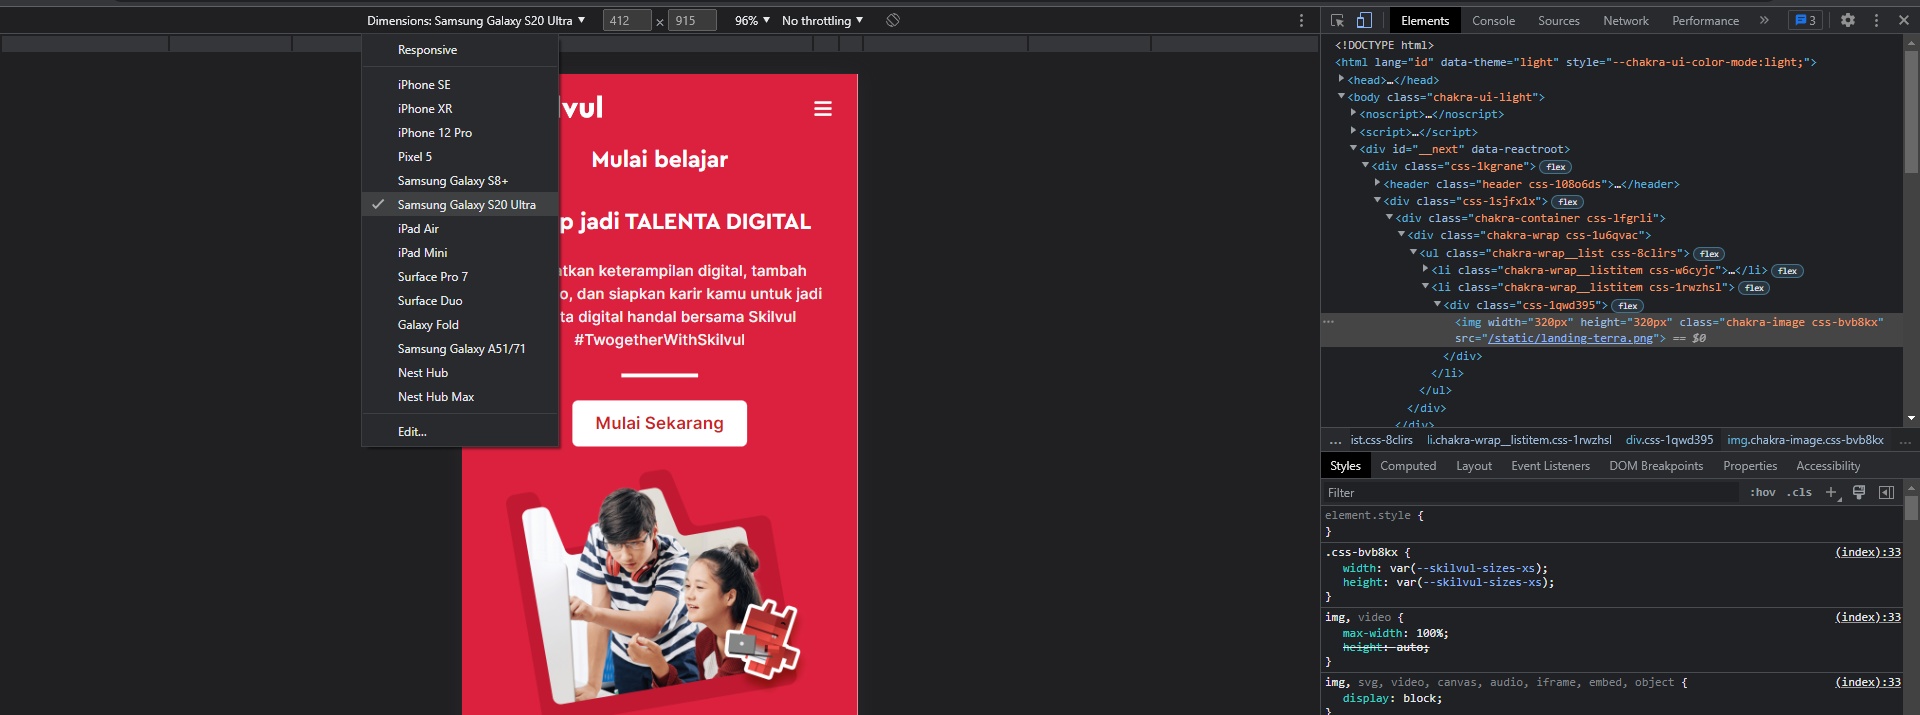 Dimensions: Samsung Galaxy S20 Ultra ▼ 412 × 915 96% ▼ No throttling ▼
Responsive
iPhone SE
iPhone XR
iPhone 12 Pro
Pixel 5
Samsung Galaxy S8+
Samsung Galaxy S20 Ultra
iPad Air
iPad Mini
Surface Pro 7
Surface Duo
Galaxy Fold
Samsung Galaxy A51/71
Nest Hub
Nest Hub Max
Edit...
lvul
Mulai belajar
p jadi TALENTA DIGITAL
atkan keterampilan digital, tambah
o, dan siapkan karir kamu untuk jadi
ta digital handal bersama Skilvul
#TwogetherWithSkilvul
Mulai Sekarang
Elements Console Sources Network Performance » 3
<!DOCTYPE html>
<html lang="id" data-theme="light" style="--chakra-ui-color-mode:light;">
<head>…</head>
<body class="chakra-ui-light">
<noscript>…</noscript>
<script>…</script>
<div id="__next" data-reactroot>
<div class="css-1kgrane"> flex
<header class="header css-108o6ds">…</header>
<div class="css-1sjfxlx"> flex
<div class="chakra-container css-lfgrli">
<div class="chakra-wrap css-1u6qvac">
<ul class="chakra-wrap__list css-8clirs"> flex
<li class="chakra-wrap__listitem css-w6cyjc">…</li> flex
<li class="chakra-wrap__listitem css-1rwzhsl"> flex
<div class="css-1qwd395"> flex
… <img width="320px" height="320px" class="chakra-image css-bvb8kx"
src="/static/landing-terra.png"> == $0
</div>
</li>
</ul>
</div>
</div>
… ist.css-8clirs li.chakra-wrap__listitem.css-1rwzhsl div.css-1qwd395 img.chakra-image.css-bvb8kx …
Styles Computed Layout Event Listeners DOM Breakpoints Properties Accessibility
Filter :hov .cls +
element.style {
}
.css-bvb8kx { (index):33
width: var(--skilvul-sizes-xs);
height: var(--skilvul-sizes-xs);
}
img, video { (index):33
max-width: 100%;
height: auto;
}
img, svg, video, canvas, audio, iframe, embed, object { (index):33
display: block;
}